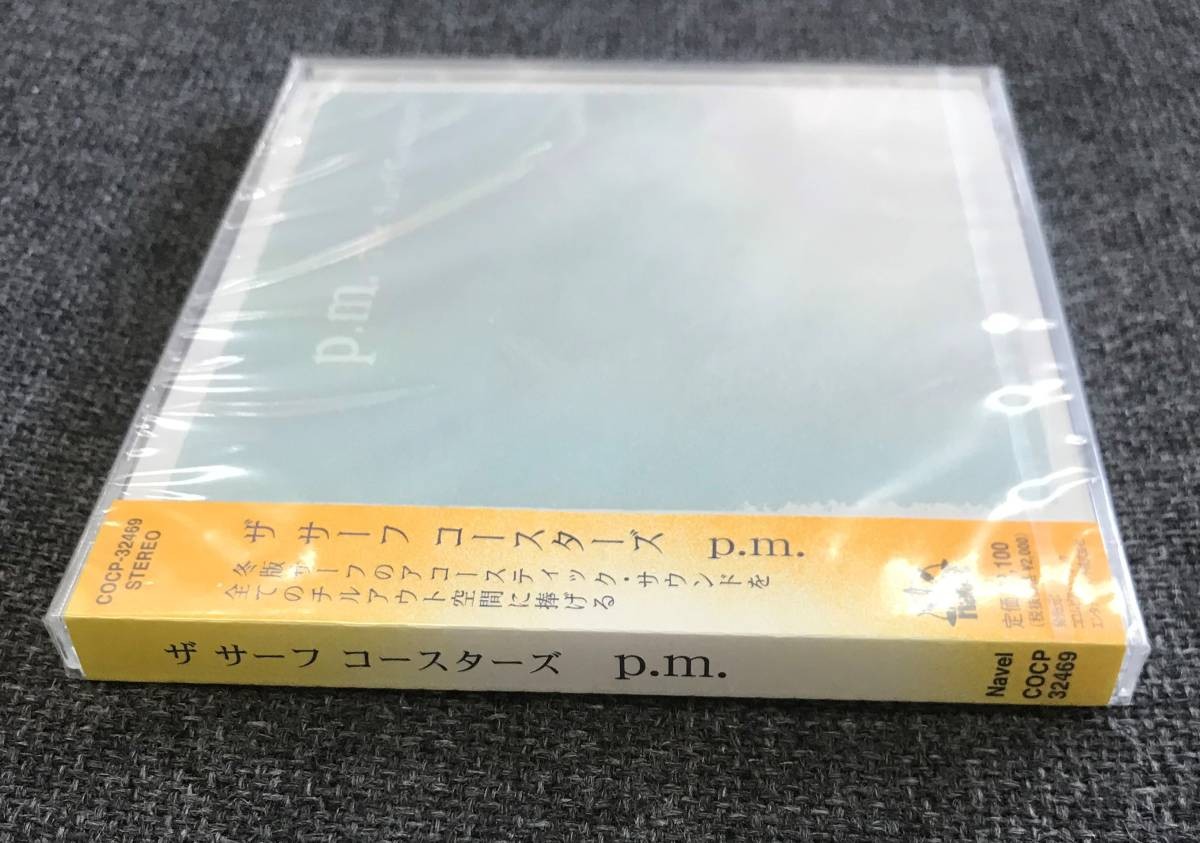 p.m.
COCP-32469
STEREO
ザ サーフ コースターズ p.m.
冬版サーフのアコースティック・サウンドを
全てのチルアウト空間に捧げる
定価 100
¥2,000)
ザ サーフ コースターズ p.m.
Navel
COCP
32469